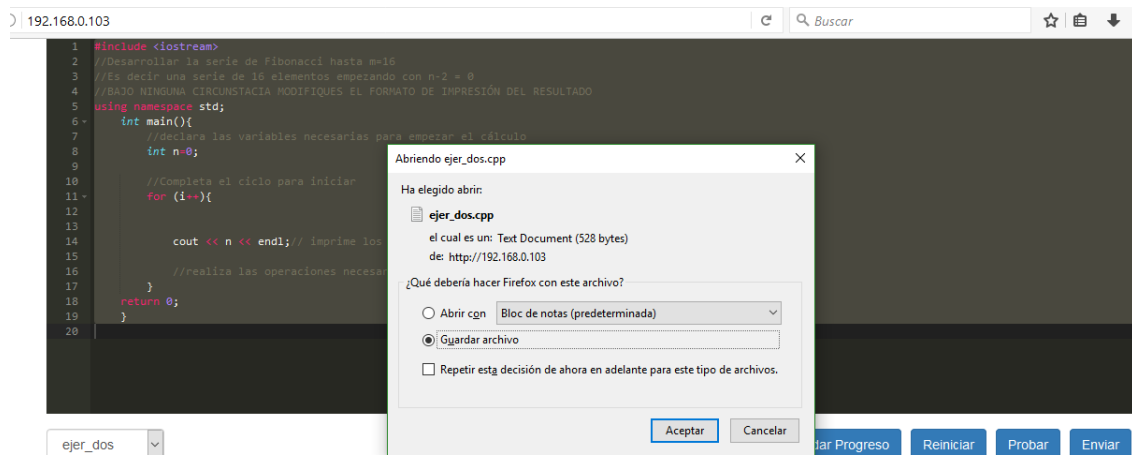 192.168.0.103
Buscar
1 #include <iostream>
2 //Desarrollar la serie de Fibonacci hasta m=16
3 //Es decir una serie de 16 elementos empezando con n-2 = 0
4 //BAJO NINGUNA CIRCUNSTACIA MODIFIQUES EL FORMATO DE IMPRESIÓN DEL RESULTADO
5 using namespace std;
6 int main(){
7 //declara las variables necesarias para empezar el cálculo
8 int n=0;
9
10 //Completa el ciclo para iniciar
11 for (i++){
12
13
14 cout << n << endl;// imprime los
15
16 //realiza las operaciones necesar
17 }
18 return 0;
19 }
20
Abriendo ejer_dos.cpp
Ha elegido abrir:
ejer_dos.cpp
el cual es un: Text Document (528 bytes)
de: http://192.168.0.103
¿Qué debería hacer Firefox con este archivo?
Abrir con Bloc de notas (predeterminada)
Guardar archivo
Repetir esta decisión de ahora en adelante para este tipo de archivos.
Aceptar Cancelar
ejer_dos
dar Progreso Reiniciar Probar Enviar